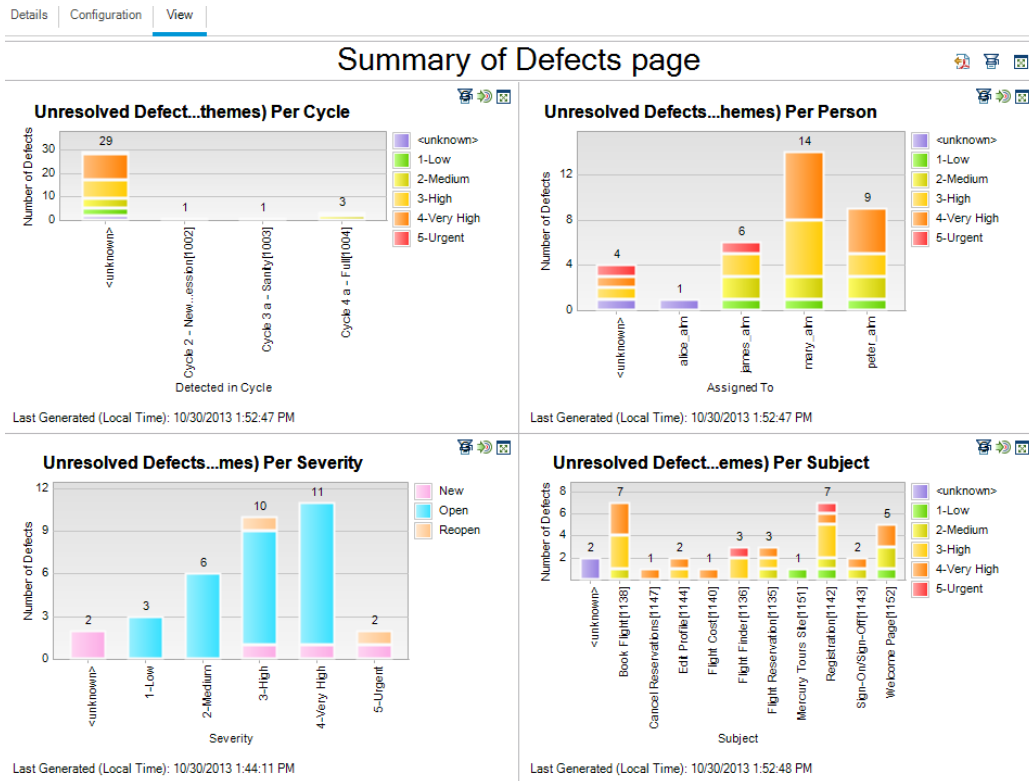 Details Configuration View
Summary of Defects page
Unresolved Defect...themes) Per Cycle
Number of Defects
30
20
10
0
29
1
1
3
<unknown>
Cycle 2 - New...ession[1002]
Cycle 3 a - Sanity[1003]
Cycle 4 a - Full[1004]
Detected in Cycle
<unknown>
1-Low
2-Medium
3-High
4-Very High
5-Urgent
Last Generated (Local Time): 10/30/2013 1:52:47 PM
Unresolved Defects...hemes) Per Person
Number of Defects
12
8
4
0
4
1
6
14
9
<unknown>
alice_alm
james_alm
mary_alm
peter_alm
Assigned To
<unknown>
1-Low
2-Medium
3-High
4-Very High
5-Urgent
Last Generated (Local Time): 10/30/2013 1:52:47 PM
Unresolved Defects...mes) Per Severity
Number of Defects
12
9
6
3
0
2
3
6
10
11
2
<unknown>
1-Low
2-Medium
3-High
4-Very High
5-Urgent
Severity
New
Open
Reopen
Last Generated (Local Time): 10/30/2013 1:44:11 PM
Unresolved Defect...emes) Per Subject
Number of Defects
8
6
4
2
2
7
1
2
1
3
3
1
7
2
5
<unknown>
Book Flight[1138]
Cancel Reservations[1147]
Edit Profile[1144]
Flight Cost[1140]
Flight Finder[1136]
Flight Reservation[1135]
Mercury Tours Site[1151]
Registration[1142]
Sign-On/Sign-Off[1143]
Welcome Page[1152]
Subject
<unknown>
1-Low
2-Medium
3-High
4-Very High
5-Urgent
Last Generated (Local Time): 10/30/2013 1:52:48 PM